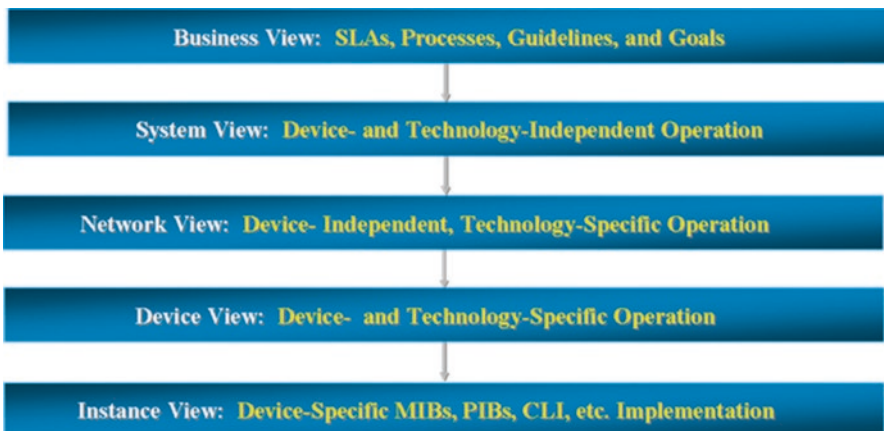 Business View: SLAs, Processes, Guidelines, and Goals
System View: Device- and Technology-Independent Operation
Network View: Device- Independent, Technology-Specific Operation
Device View: Device- and Technology-Specific Operation
Instance View: Device-Specific MIBs, PIBs, CLI, etc. Implementation